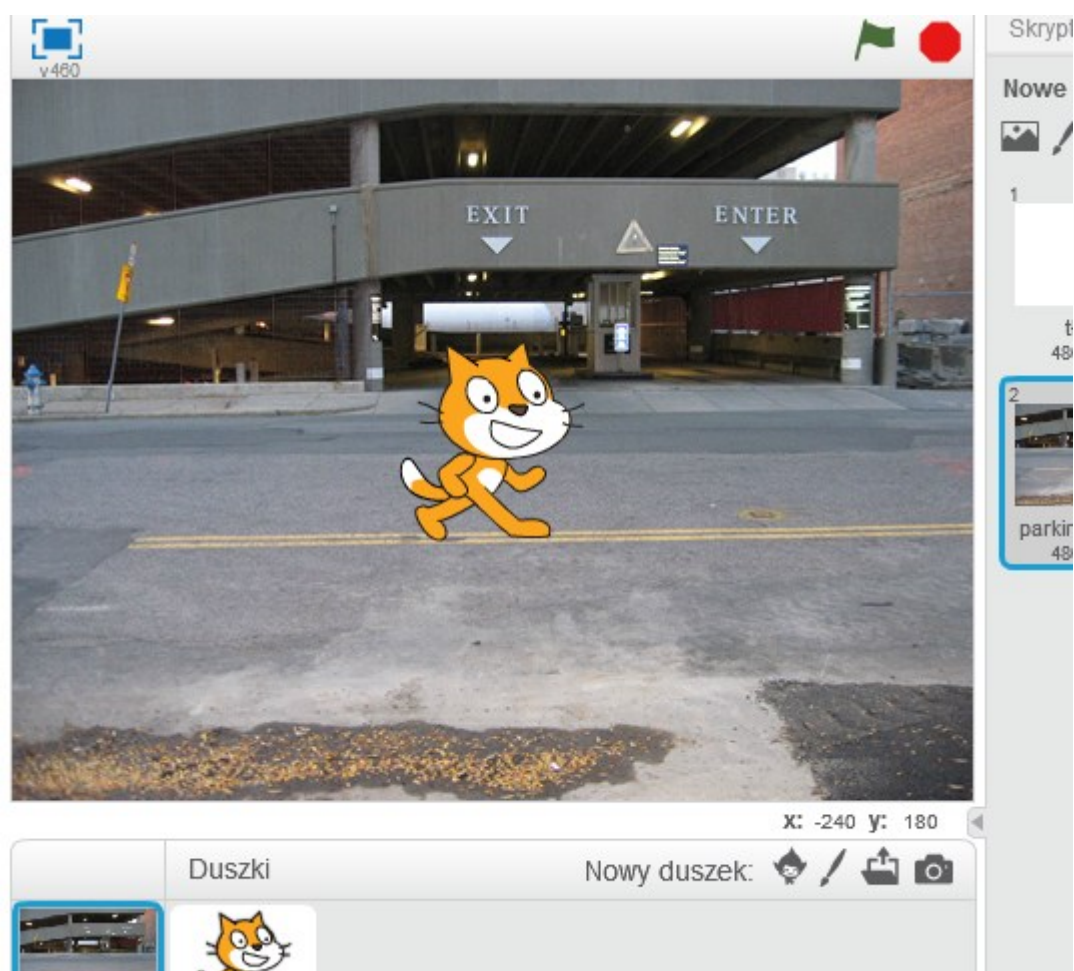 v460
Skrypt
Nowe
EXIT
ENTER
1
2
parkin
x: -240 y: 180
Duszki
Nowy duszek: